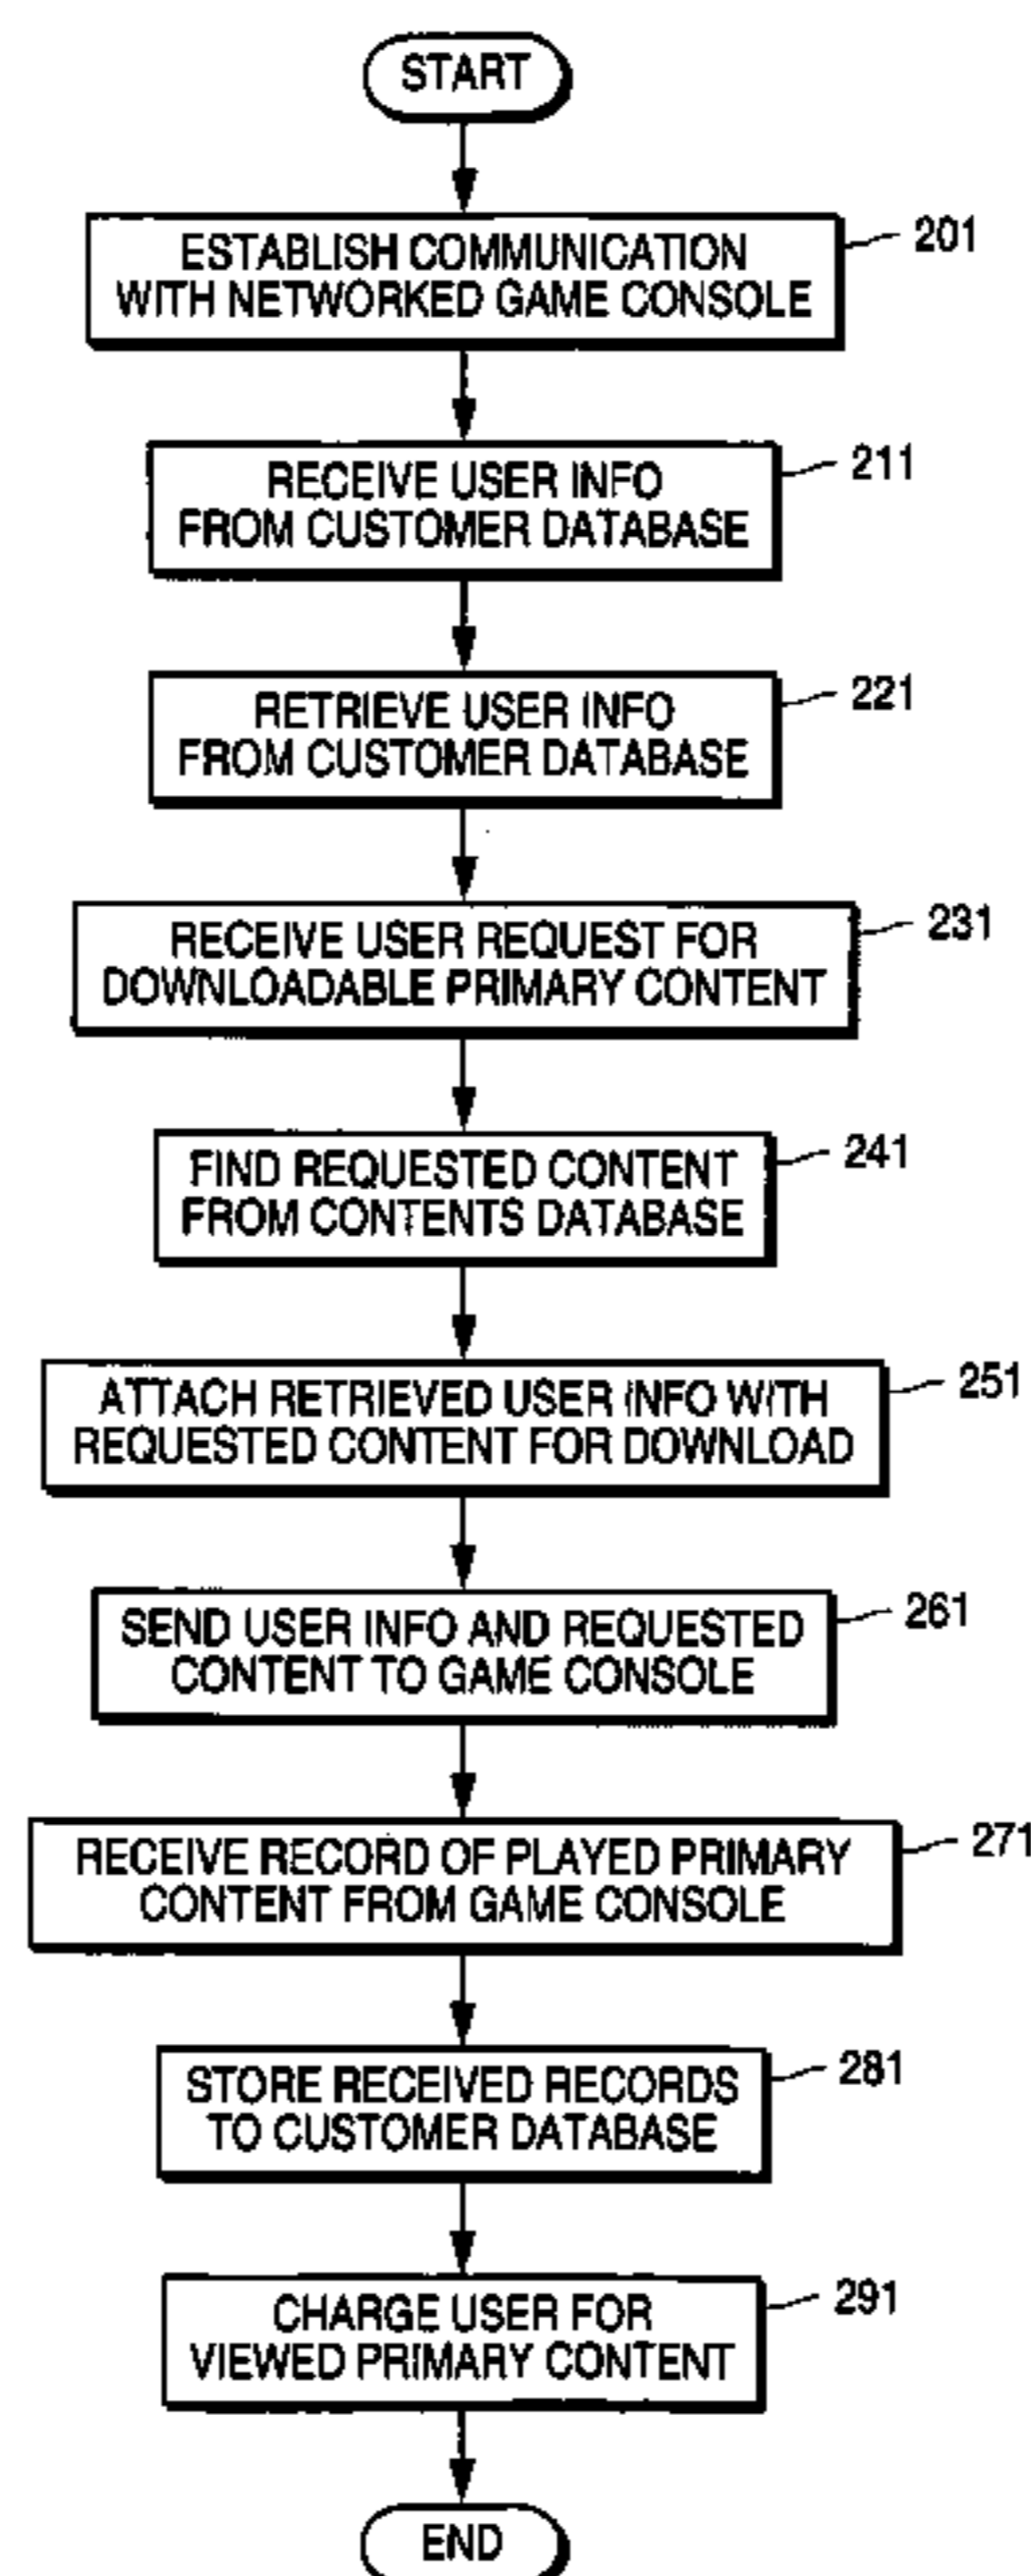 START
ESTABLISH COMMUNICATION
WITH NETWORKED GAME CONSOLE
201
RECEIVE USER INFO
FROM CUSTOMER DATABASE
211
RETRIEVE USER INFO
FROM CUSTOMER DATABASE
221
RECEIVE USER REQUEST FOR
DOWNLOADABLE PRIMARY CONTENT
231
FIND REQUESTED CONTENT
FROM CONTENTS DATABASE
241
ATTACH RETRIEVED USER INFO WITH
REQUESTED CONTENT FOR DOWNLOAD
251
SEND USER INFO AND REQUESTED
CONTENT TO GAME CONSOLE
261
RECEIVE RECORD OF PLAYED PRIMARY
CONTENT FROM GAME CONSOLE
271
STORE RECEIVED RECORDS
TO CUSTOMER DATABASE
281
CHARGE USER FOR
VIEWED PRIMARY CONTENT
291
END